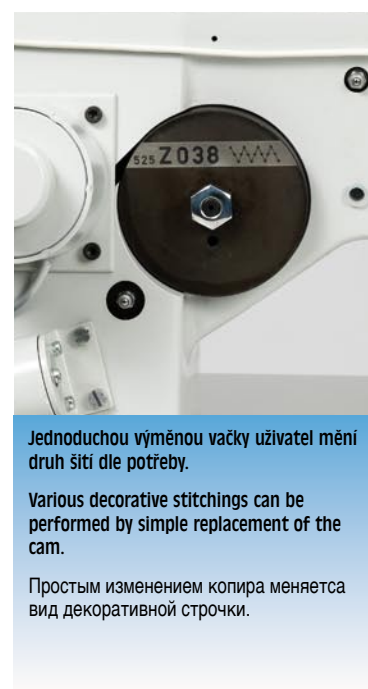 525 Z038
Jednoduchou výměnou vačky uživatel mění
druh šití dle potřeby.
Various decorative stitchings can be
performed by simple replacement of the
cam.
Простым изменением копира меняетса
вид декоративной строчки.